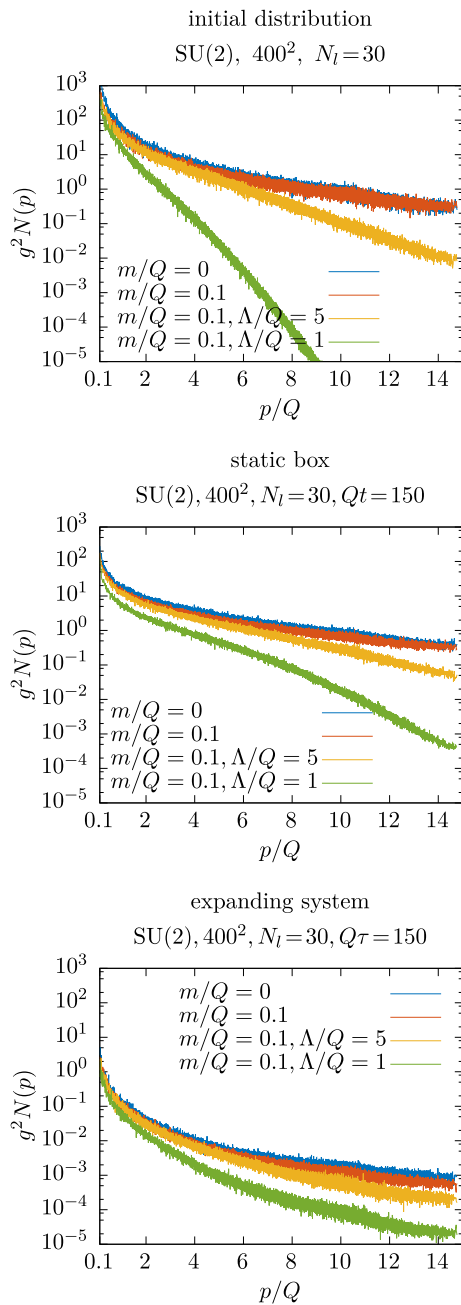 initial distribution
SU(2), 400², N_l=30
10³
10²
10¹
10⁰
10⁻¹
10⁻²
10⁻³
10⁻⁴
10⁻⁵
g²N(p)
m/Q = 0
m/Q = 0.1
m/Q = 0.1, Λ/Q = 5
m/Q = 0.1, Λ/Q = 1
0.1 2 4 6 8 10 12 14
p/Q
static box
SU(2), 400², N_l=30, Qt=150
10³
10²
10¹
10⁰
10⁻¹
10⁻²
10⁻³
10⁻⁴
10⁻⁵
g²N(p)
m/Q = 0
m/Q = 0.1
m/Q = 0.1, Λ/Q = 5
m/Q = 0.1, Λ/Q = 1
0.1 2 4 6 8 10 12 14
p/Q
expanding system
SU(2), 400², N_l=30, Qτ=150
10³
10²
10¹
10⁰
10⁻¹
10⁻²
10⁻³
10⁻⁴
10⁻⁵
g²N(p)
m/Q = 0
m/Q = 0.1
m/Q = 0.1, Λ/Q = 5
m/Q = 0.1, Λ/Q = 1
0.1 2 4 6 8 10 12 14
p/Q